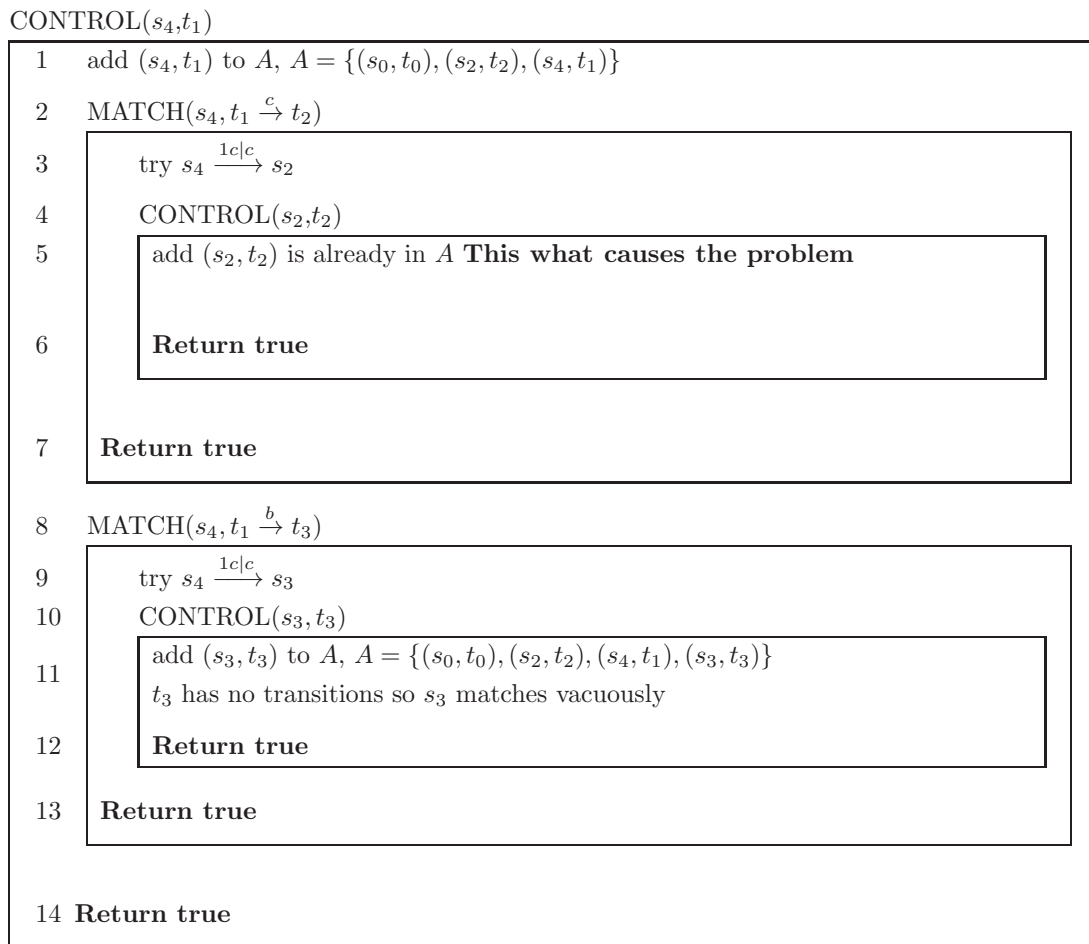 CONTROL(s₄,t₁)
1 add (s₄, t₁) to A, A = {(s₀, t₀), (s₂, t₂), (s₄, t₁)}
2 MATCH(s₄, t₁ →ᶜ t₂)
3 try s₄ —1c|c→ s₂
4 CONTROL(s₂,t₂)
5 add (s₂, t₂) is already in A This what causes the problem
6 Return true
7 Return true
8 MATCH(s₄, t₁ →ᵇ t₃)
9 try s₄ —1c|c→ s₃
10 CONTROL(s₃, t₃)
11 add (s₃, t₃) to A, A = {(s₀, t₀), (s₂, t₂), (s₄, t₁), (s₃, t₃)}
t₃ has no transitions so s₃ matches vacuously
12 Return true
13 Return true
14 Return true